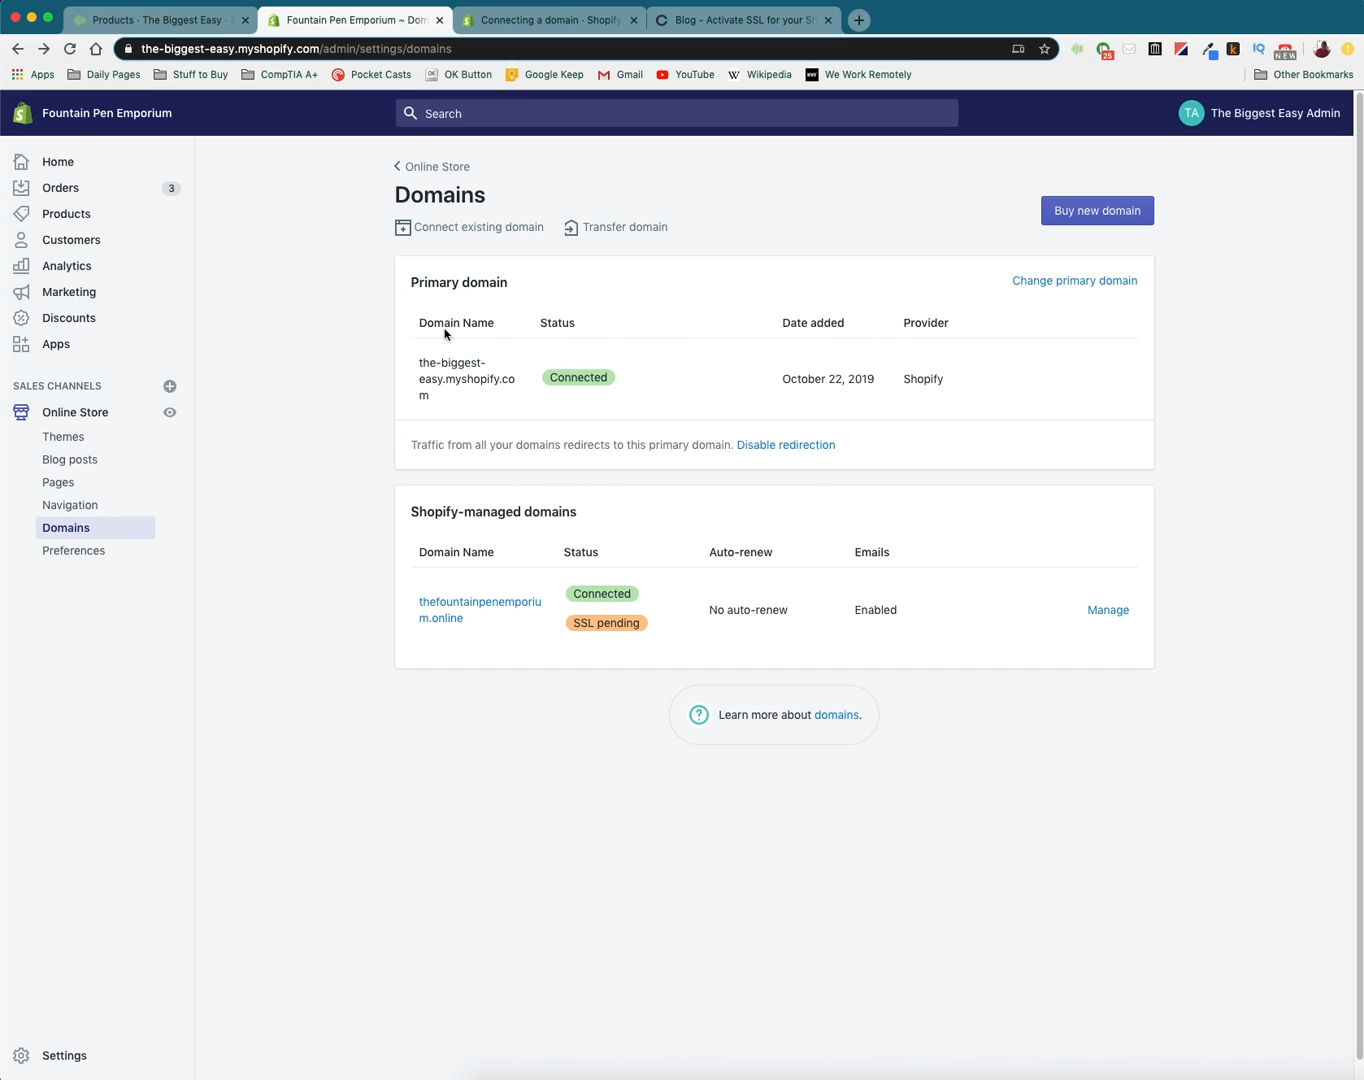 Products · The Biggest Easy ·
Fountain Pen Emporium ~ Dom
Connecting a domain · Shopify
Blog - Activate SSL for your Sh
the-biggest-easy.myshopify.com/admin/settings/domains
25
IQ
NEW
Apps
Daily Pages
Stuff to Buy
CompTIA A+
Pocket Casts
OK Button
Google Keep
Gmail
YouTube
Wikipedia
We Work Remotely
Other Bookmarks
Fountain Pen Emporium
Search
TA
The Biggest Easy Admin
Home
Orders
3
Products
Customers
Analytics
Marketing
Discounts
Apps
SALES CHANNELS
Online Store
Themes
Blog posts
Pages
Navigation
Domains
Preferences
Settings
Online Store
Domains
Connect existing domain
Transfer domain
Buy new domain
Primary domain
Change primary domain
Domain Name
Status
Date added
Provider
the-biggest-
easy.myshopify.co
m
Connected
October 22, 2019
Shopify
Traffic from all your domains redirects to this primary domain. Disable redirection
Shopify-managed domains
Domain Name
Status
Auto-renew
Emails
thefountainpenemporiu
m.online
Connected
SSL pending
No auto-renew
Enabled
Manage
Learn more about domains.